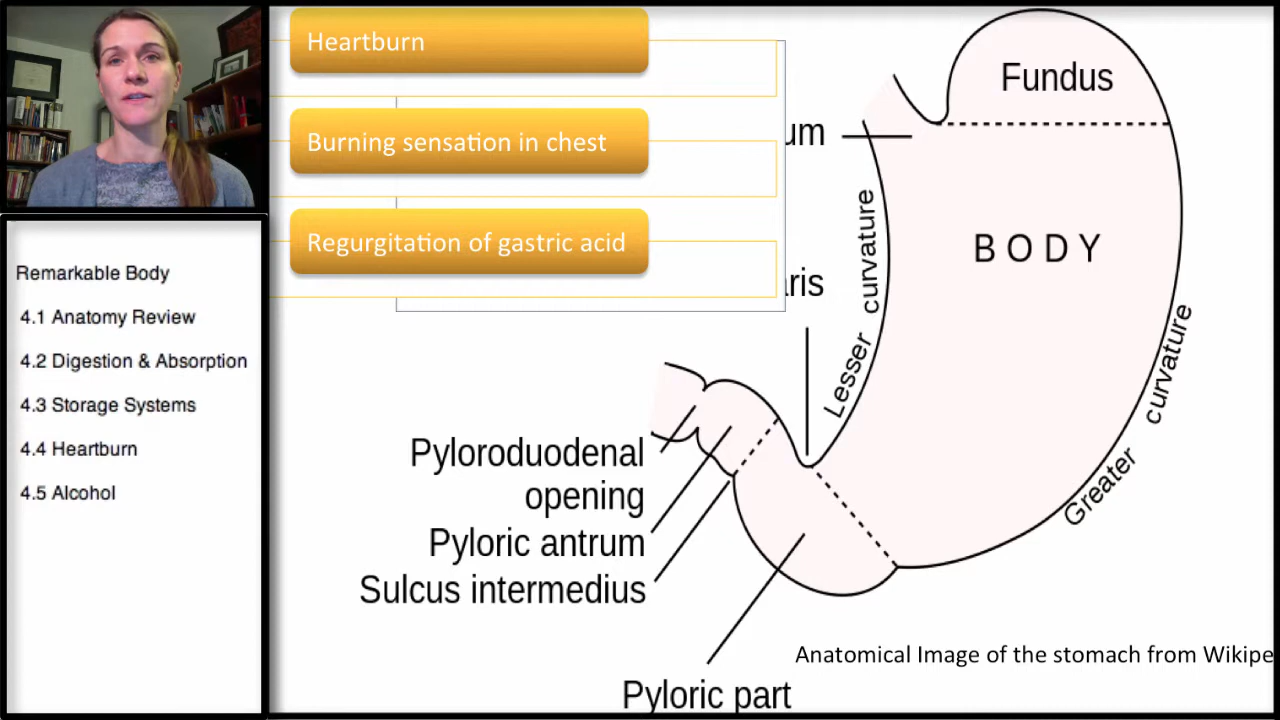 Heartburn
Burning sensation in chest
Regurgitation of gastric acid
Remarkable Body
4.1 Anatomy Review
4.2 Digestion & Absorption
4.3 Storage Systems
4.4 Heartburn
4.5 Alcohol
Fundus
um
BODY
aris
Lesser curvature
Greater curvature
Pyloroduodenal
opening
Pyloric antrum
Sulcus intermedius
Pyloric part
Anatomical Image of the stomach from Wikipe